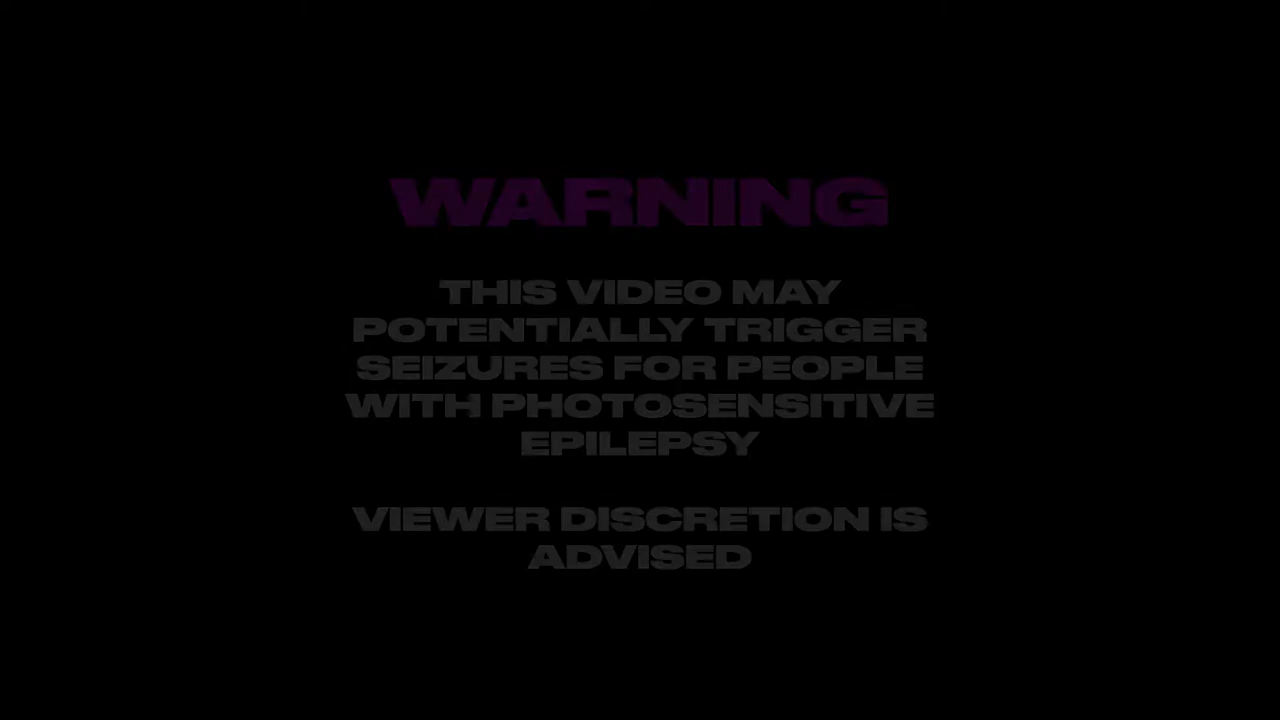 WARNING
THIS VIDEO MAY
POTENTIALLY TRIGGER
SEIZURES FOR PEOPLE
WITH PHOTOSENSITIVE
EPILEPSY
VIEWER DISCRETION IS
ADVISED